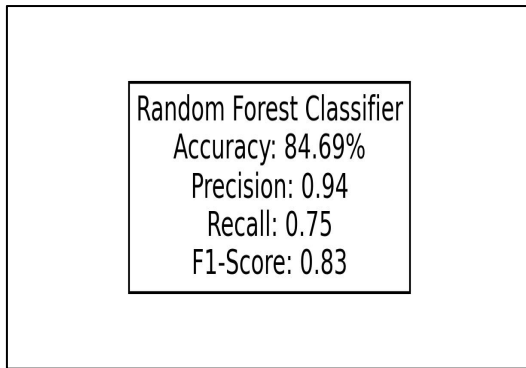 Random Forest Classifier
Accuracy: 84.69%
Precision: 0.94
Recall: 0.75
F1-Score: 0.83